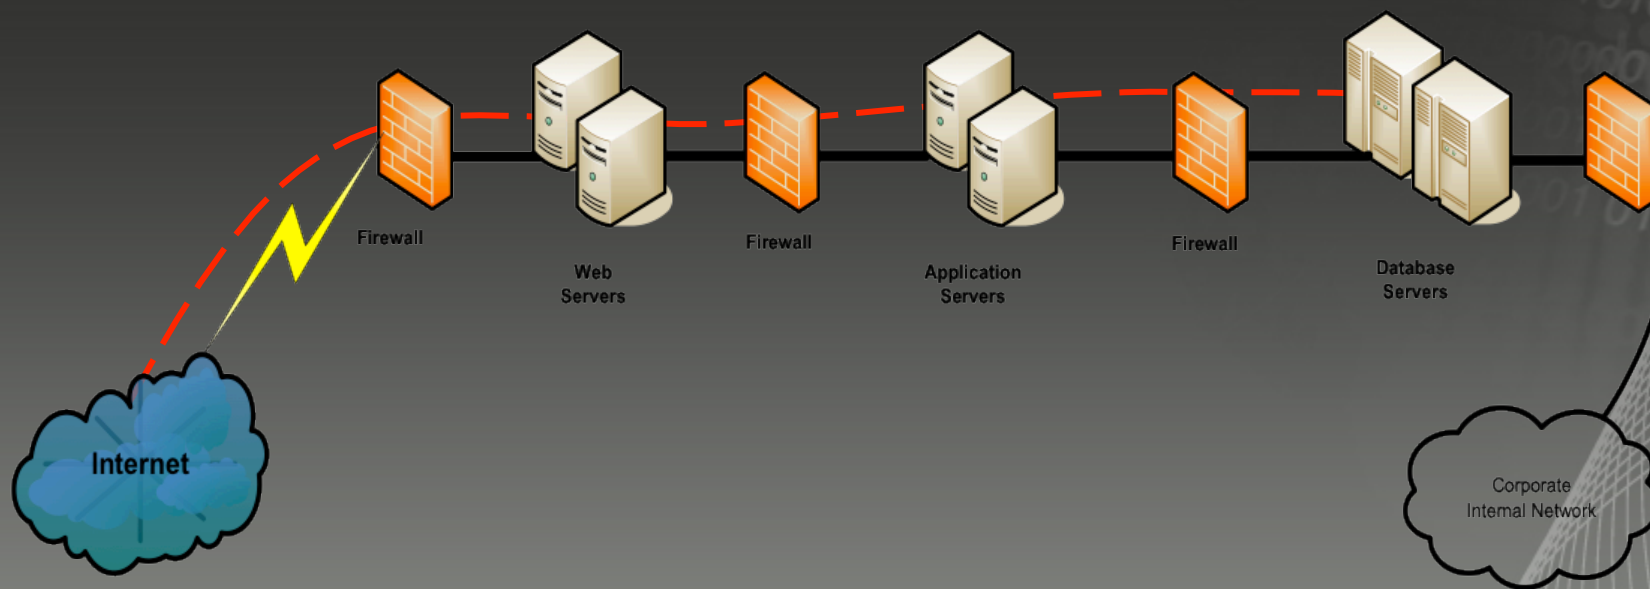 Firewall
Web
Servers
Firewall
Application
Servers
Firewall
Database
Servers
Internet
Corporate
Internal Network